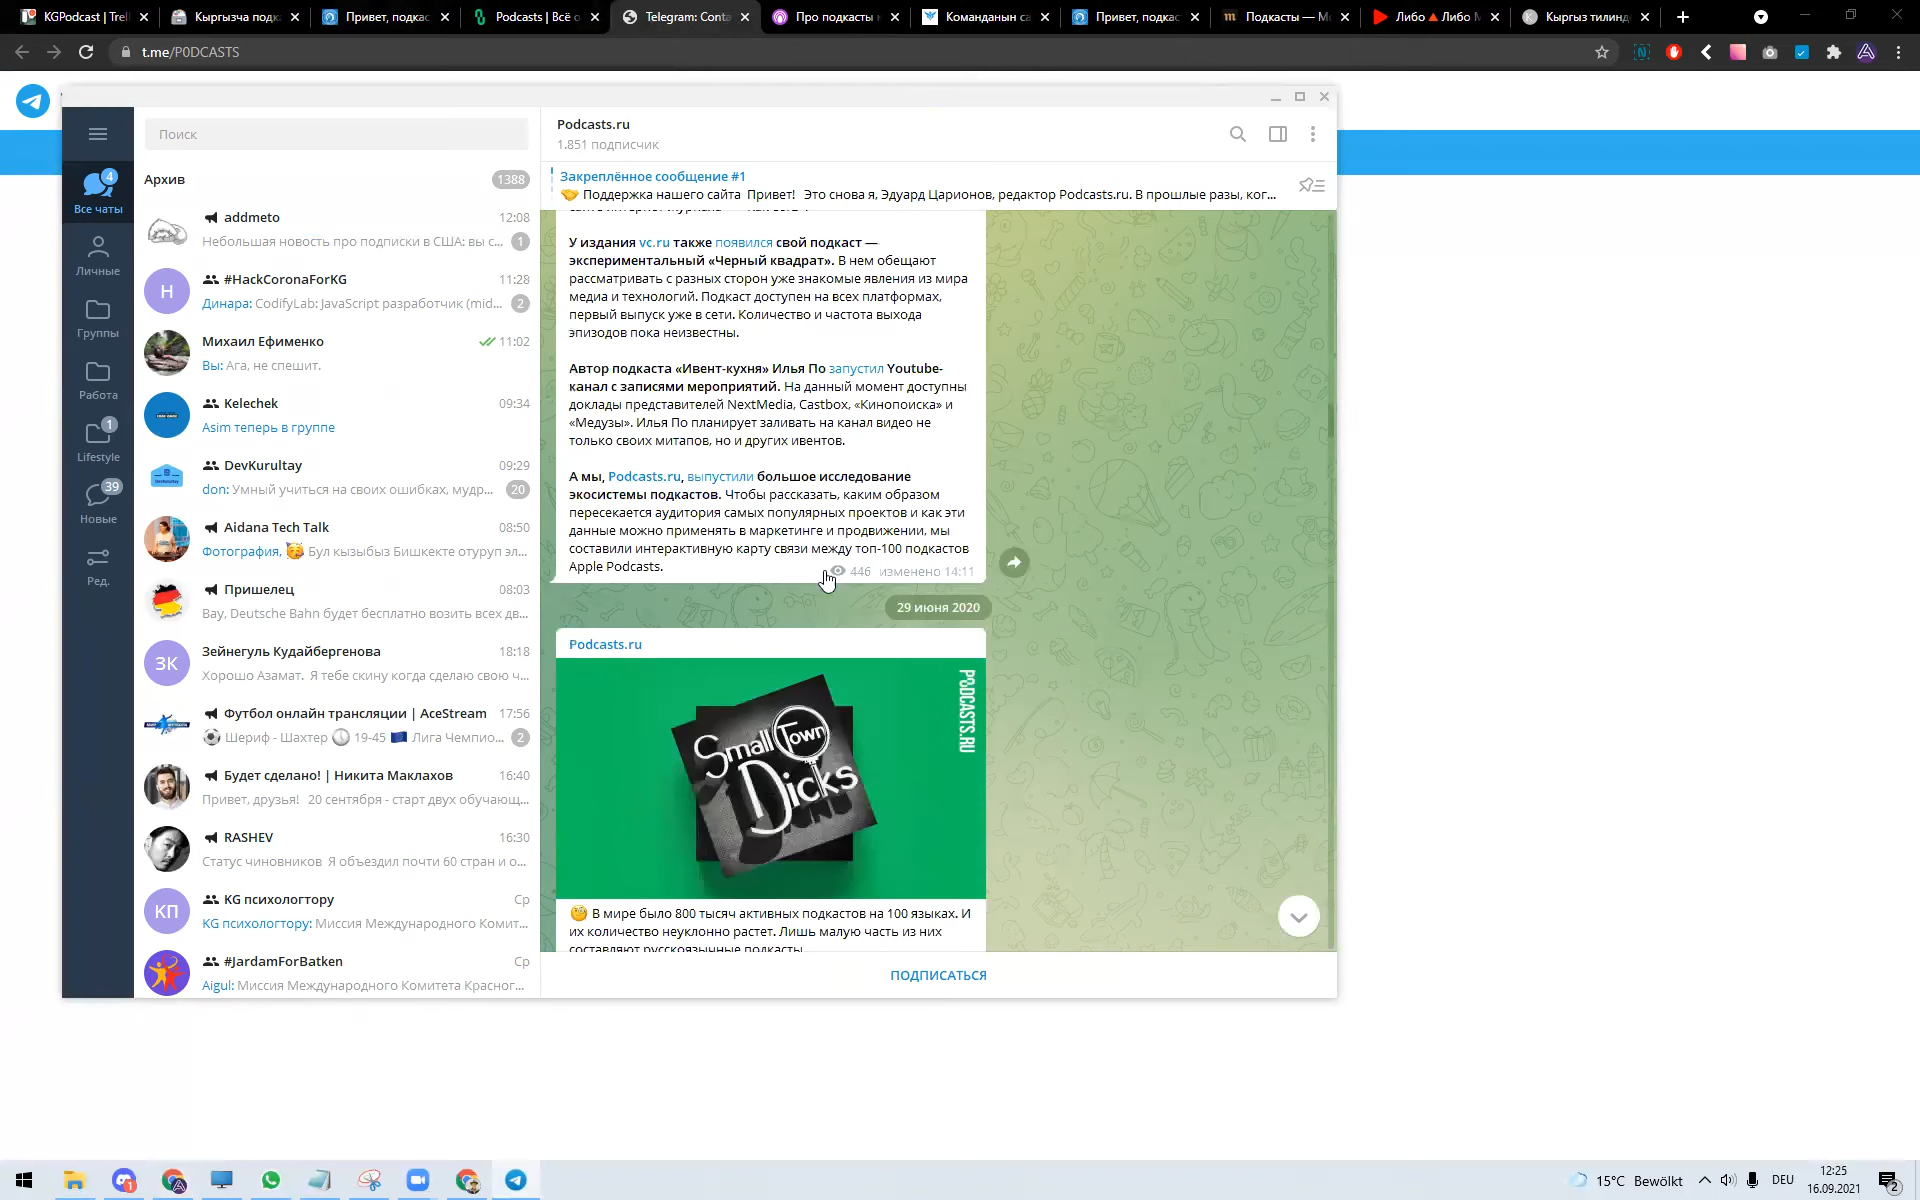 KGPodcast | Trel
Кыргызча подк
Привет, подкас
Podcasts | Всё о
Telegram: Conta
Про подкасты
Команданын са
Привет, подкас
Подкасты — М
Либо ▲ Либо
Кыргыз тилинд
t.me/P0DCASTS
Поиск
Podcasts.ru
1.851 подписчик
Закреплённое сообщение #1
🤝 Поддержка нашего сайта Привет! Это снова я, Эдуард Царионов, редактор Podcasts.ru. В прошлые разы, ког...
4
Все чаты
Личные
Группы
Работа
1
Lifestyle
39
Новые
Ред.
Архив
1388
addmeto
12:08
Небольшая новость про подписки в США: вы с...
1
H
#HackCoronaForKG
11:28
Динара: CodifyLab: JavaScript разработчик (mid...
2
Михаил Ефименко
11:02
Вы: Ага, не спешит.
Kelechek
09:34
Asim теперь в группе
DevKurultay
09:29
don: Умный учиться на своих ошибках, мудр...
20
Aidana Tech Talk
08:50
Фотография, 🥳 Бул кызыбыз Бишкекте отуруп эл...
Пришелец
08:03
Вау, Deutsche Bahn будет бесплатно возить всех дв...
ЗК
Зейнегуль Кудайбергенова
18:18
Хорошо Азамат. Я тебе скину когда сделаю свою ч...
Футбол онлайн трансляции | AceStream
17:56
⚽ Шериф - Шахтер 🕔 19-45 🇪🇺 Лига Чемпио...
2
Будет сделано! | Никита Маклахов
16:40
Привет, друзья! 20 сентября - старт двух обучающ...
RASHEV
16:30
Статус чиновников Я объездил почти 60 стран и о...
КП
KG психологтору
Ср
KG психологтору: Миссия Международного Комит...
#JardamForBatken
Ср
Aigul: Миссия Международного Комитета Красног...
У издания vc.ru также появился свой подкаст —
экспериментальный «Черный квадрат». В нем обещают
рассматривать с разных сторон уже знакомые явления из мира
медиа и технологий. Подкаст доступен на всех платформах,
первый выпуск уже в сети. Количество и частота выхода
эпизодов пока неизвестны.
Автор подкаста «Ивент-кухня» Илья По запустил Youtube-
канал с записями мероприятий. На данный момент доступны
доклады представителей NextMedia, Castbox, «Кинопоиска» и
«Медузы». Илья По планирует заливать на канал видео не
только своих митапов, но и других ивентов.
А мы, Podcasts.ru, выпустили большое исследование
экосистемы подкастов. Чтобы рассказать, каким образом
пересекается аудитория самых популярных проектов и как эти
данные можно применять в маркетинге и продвижении, мы
составили интерактивную карту связи между топ-100 подкастов
Apple Podcasts.
446 изменено 14:11
29 июня 2020
Podcasts.ru
PODCASTS.RU
Small Town
Dicks
🧐 В мире было 800 тысяч активных подкастов на 100 языках. И
их количество неуклонно растет. Лишь малую часть из них
составляют русскоязычные подкасты
ПОДПИСАТЬСЯ
15°C Bewölkt
DEU
12:25
16.09.2021
2